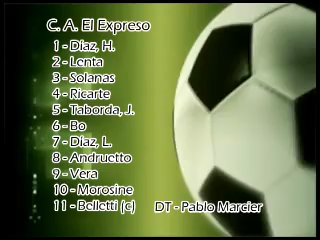 C. A. El Expreso
1 - Díaz, H.
2 - Lenta
3 - Solanas
4 - Ricarte
5 - Taborda, J.
6 - Bo
7 - Díaz, L.
8 - Andruetto
9 - Vera
10 - Morosine
11 - Belletti (c)
DT - Pablo Marcier